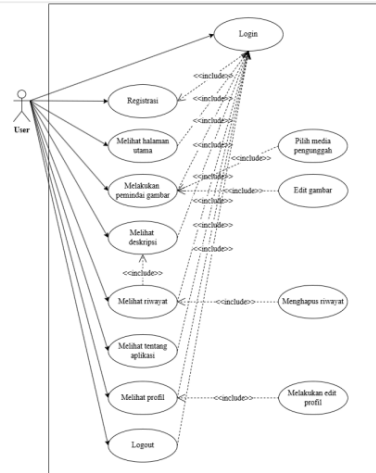 Login
<<include>>
Registrasi
<<include>>
User
<<include>>
Melihat halaman
utama
<<include>>
Pilih media
pengunggah
<<include>>
Melakukan
pemindai gambar
<<include>>
<<include>>
Edit gambar
<<include>>
Melihat
deskripsi
<<include>>
<<include>>
<<include>>
Melihat riwayat
<<include>>
Menghapus riwayat
Melihat tentang
aplikasi
Melihat profil
<<include>>
Melakukan edit
profil
Logout